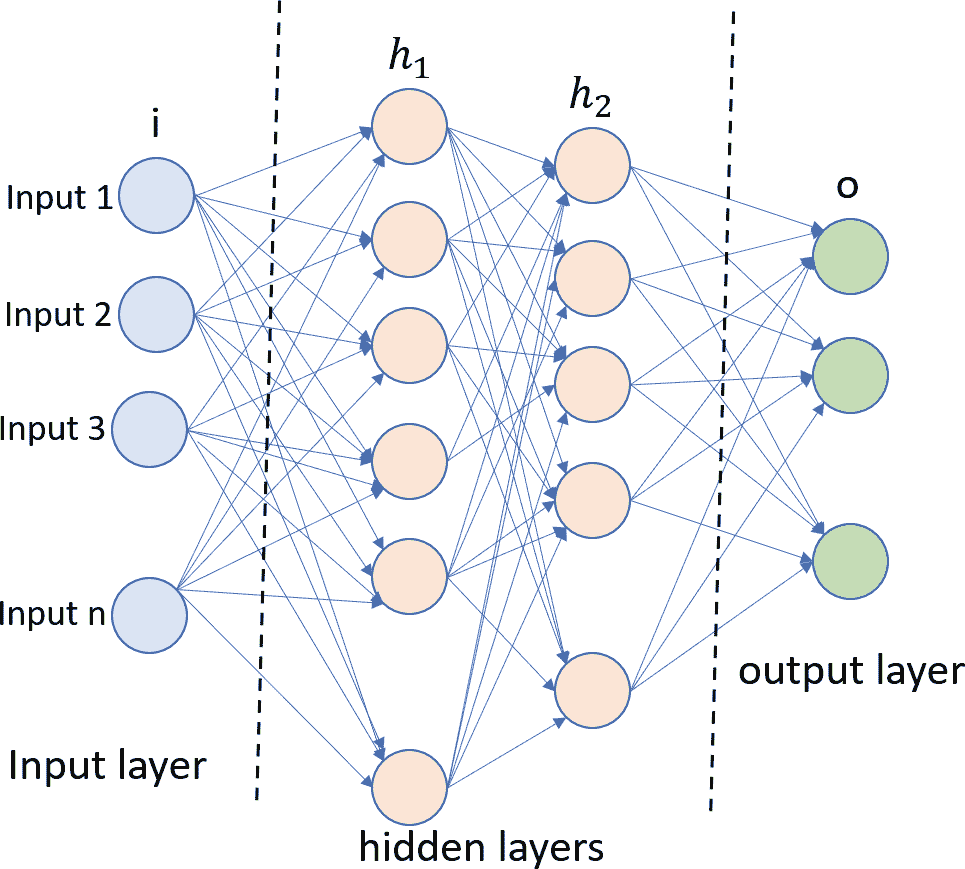 h₁
h₂
i
o
Input 1
Input 2
Input 3
Input n
output layer
Input layer
hidden layers